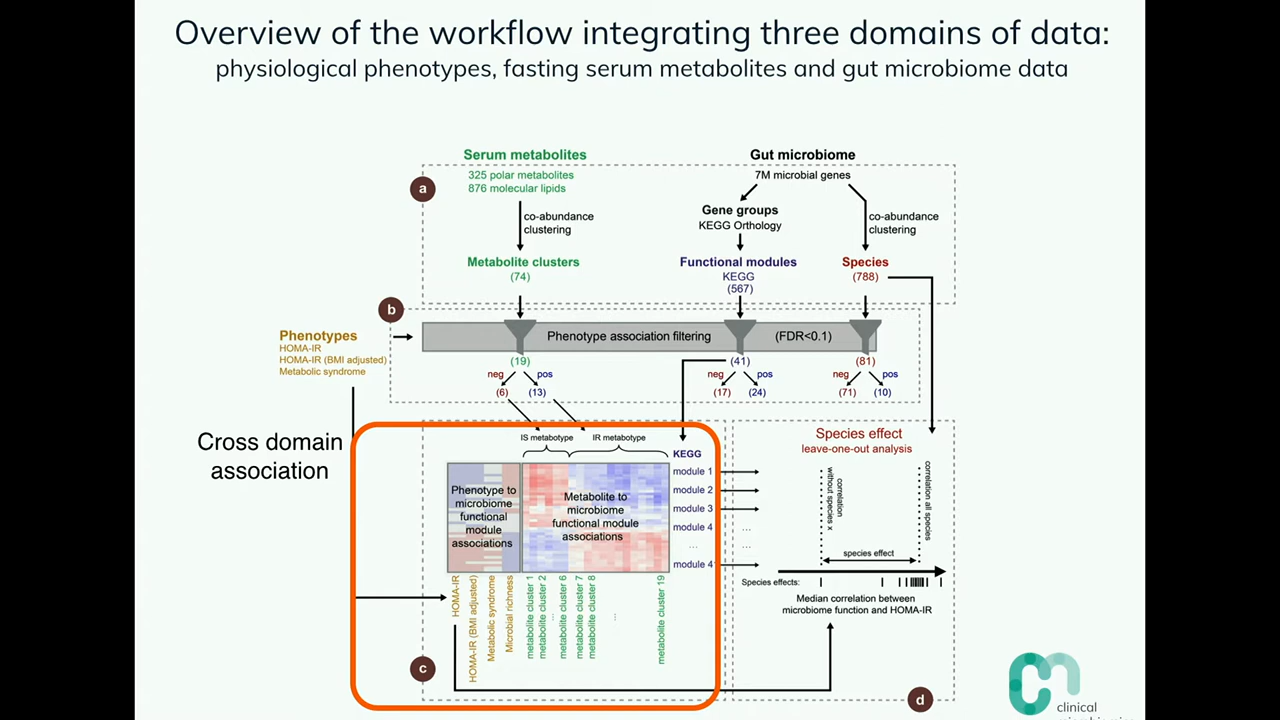 Overview of the workflow integrating three domains of data:
physiological phenotypes, fasting serum metabolites and gut microbiome data
Serum metabolites
325 polar metabolites
876 molecular lipids
Gut microbiome
7M microbial genes
a
co-abundance
clustering
Gene groups
KEGG Orthology
co-abundance
clustering
Metabolite clusters
(74)
Functional modules
KEGG
(567)
Species
(788)
b
Phenotypes
HOMA-IR
HOMA-IR (BMI adjusted)
Metabolic syndrome
Phenotype association filtering (FDR<0.1)
(19)
neg pos
(6) (13)
(41)
neg pos
(17) (24)
(81)
neg pos
(71) (10)
Cross domain
association
IS metabotype IR metabotype
KEGG
module 1
module 2
module 3
module 4
...
module 4
Phenotype to
microbiome
functional
module
associations
Metabolite to
microbiome
functional module
associations
HOMA-IR
HOMA-IR (BMI adjusted)
Metabolic syndrome
Microbial richness
metabolite cluster 1
metabolite cluster 2
...
metabolite cluster 6
metabolite cluster 7
metabolite cluster 8
...
metabolite cluster 19
c
Species effect
leave-one-out analysis
correlation
without species x
correlation all species
...
...
species effect
Species effects:
Median correlation between
microbiome function and HOMA-IR
d
cm
clinical